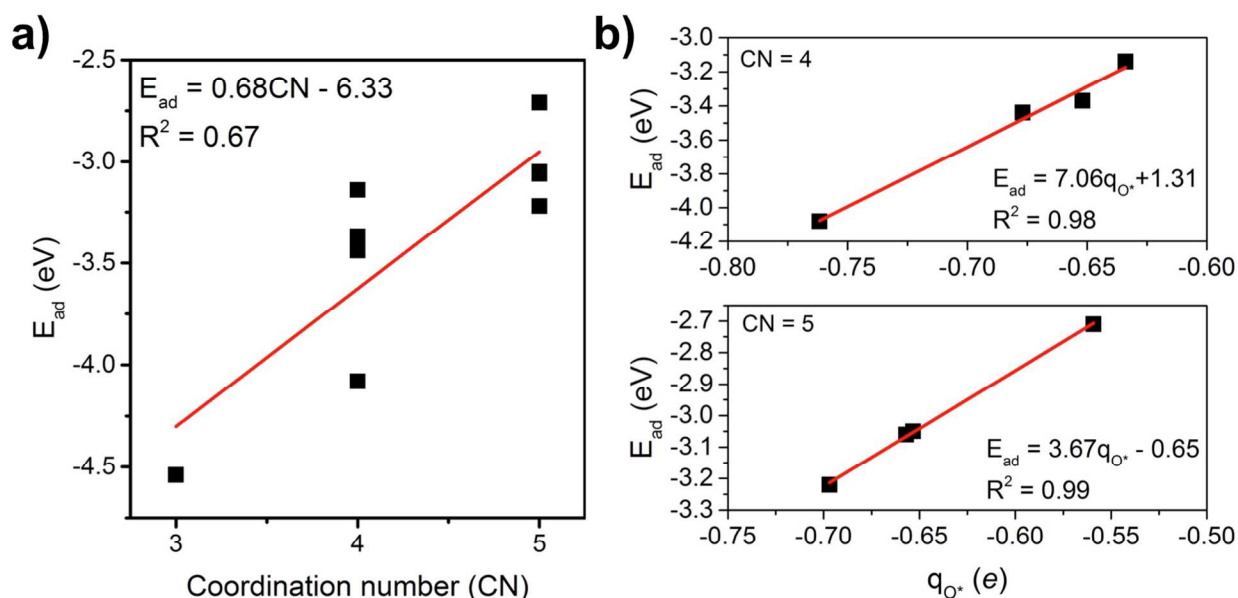 a)
E_ad = 0.68CN - 6.33
R² = 0.67
E_ad (eV)
-2.5
-3.0
-3.5
-4.0
-4.5
3 4 5
Coordination number (CN)
b)
CN = 4
E_ad = 7.06q_O*+1.31
R² = 0.98
E_ad (eV)
-3.0
-3.2
-3.4
-3.6
-3.8
-4.0
-4.2
-0.80 -0.75 -0.70 -0.65 -0.60
CN = 5
E_ad = 3.67q_O* - 0.65
R² = 0.99
E_ad (eV)
-2.7
-2.8
-2.9
-3.0
-3.1
-3.2
-3.3
-0.75 -0.70 -0.65 -0.60 -0.55 -0.50
q_O* (e)